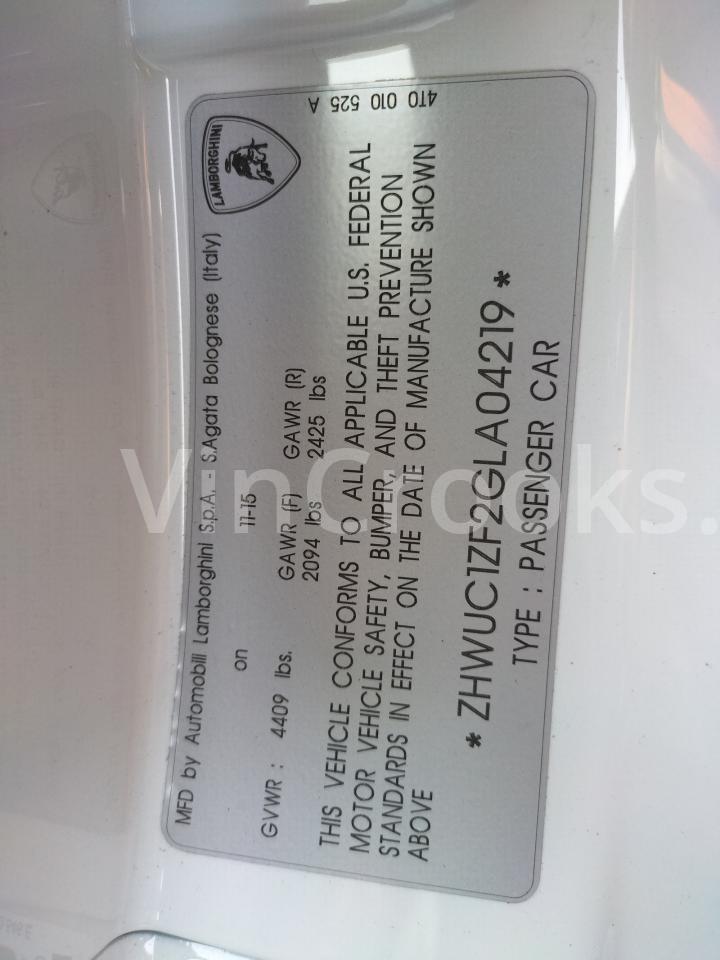 MFD by Automobili Lamborghini S.p.A. S.Agata Bolognese (Italy)
LAMBORGHINI
on 11-15
GVWR : 4409 lbs. GAWR (F) GAWR (R)
2094 lbs 2425 lbs
THIS VEHICLE CONFORMS TO ALL APPLICABLE U.S. FEDERAL
MOTOR VEHICLE SAFETY, BUMPER, AND THEFT PREVENTION
STANDARDS IN EFFECT ON THE DATE OF MANUFACTURE SHOWN
ABOVE
* ZHWUC1ZF2GLA04219 *
TYPE : PASSENGER CAR
4T0 010 525 A
VinCrooks.